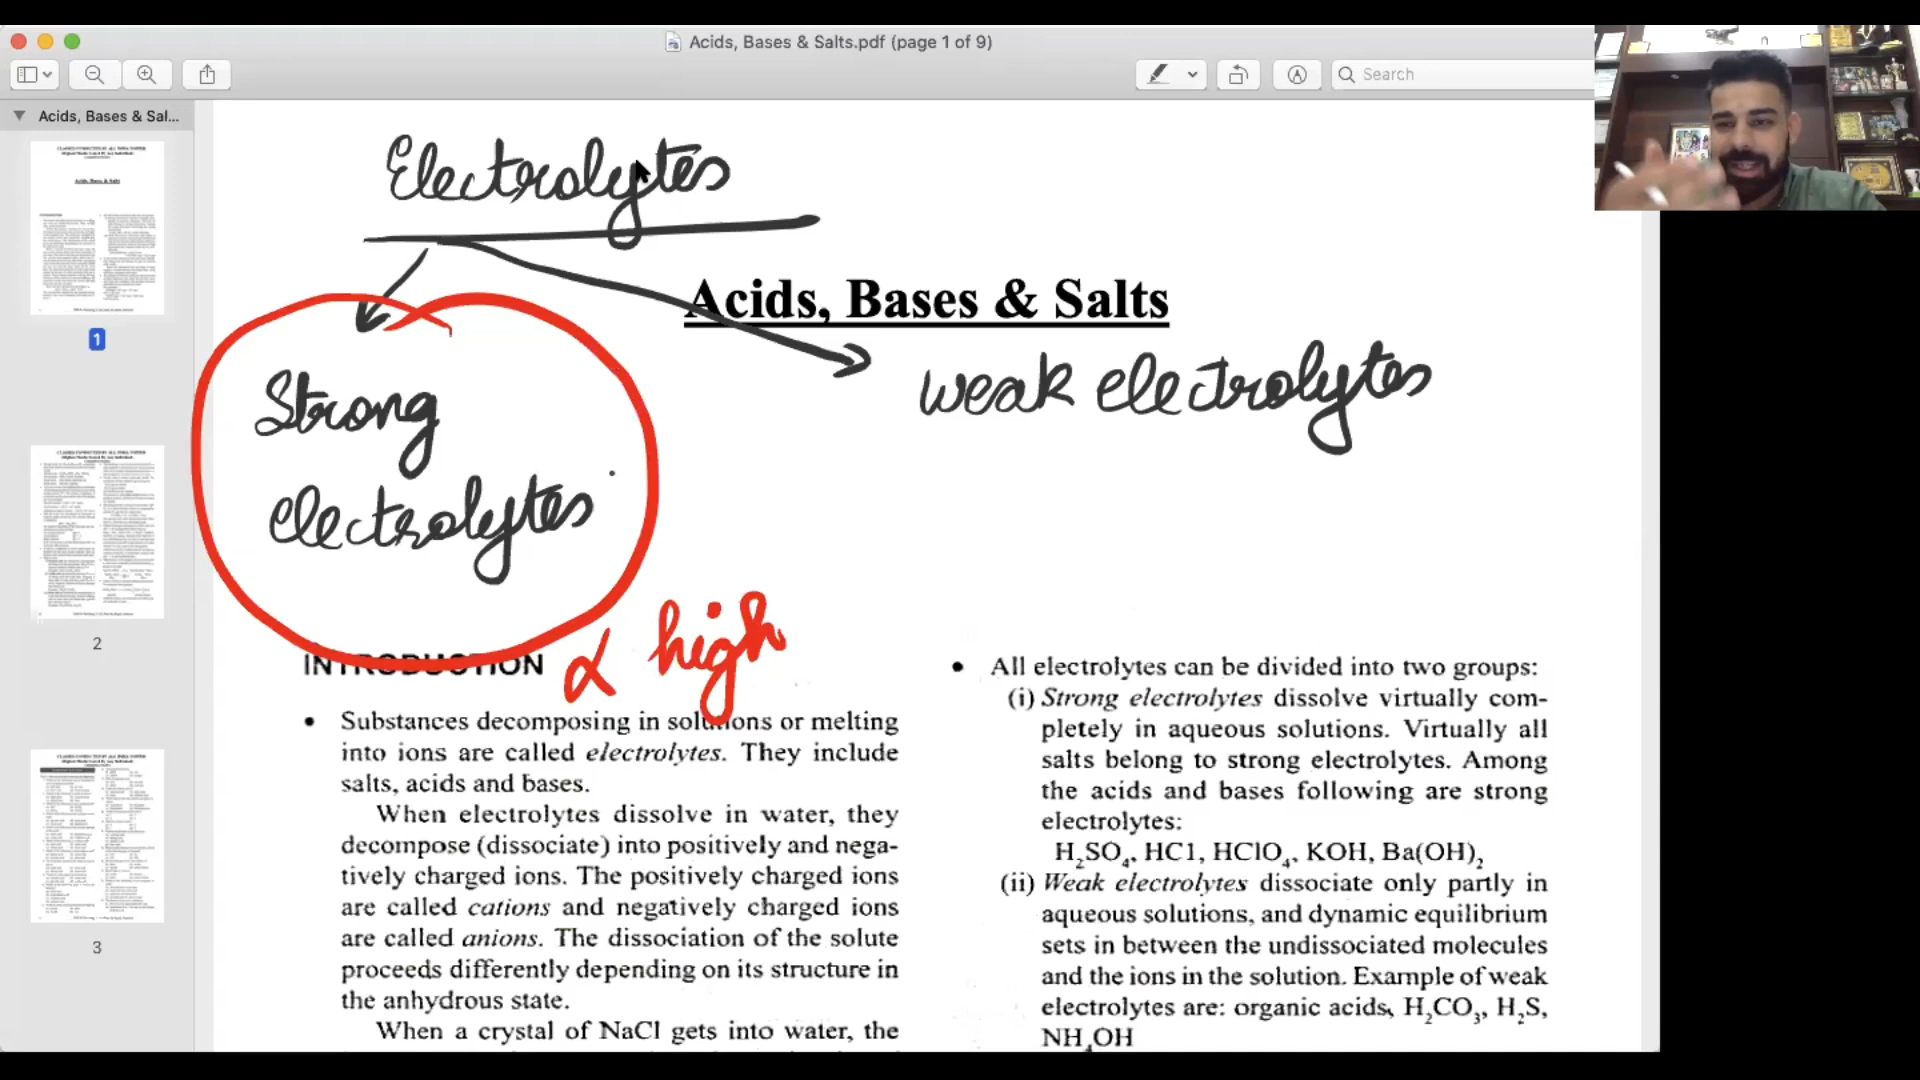 Acids, Bases & Salts.pdf (page 1 of 9)
Search
Acids, Bases & Sal...
1
2
3
Electrolytes
Acids, Bases & Salts
Strong
electrolytes
weak electrolytes
α high
INTRODUCTION
• Substances decomposing in solutions or melting
into ions are called electrolytes. They include
salts, acids and bases.
When electrolytes dissolve in water, they
decompose (dissociate) into positively and nega-
tively charged ions. The positively charged ions
are called cations and negatively charged ions
are called anions. The dissociation of the solute
proceeds differently depending on its structure in
the anhydrous state.
When a crystal of NaCl gets into water, the
• All electrolytes can be divided into two groups:
(i) Strong electrolytes dissolve virtually com-
pletely in aqueous solutions. Virtually all
salts belong to strong electrolytes. Among
the acids and bases following are strong
electrolytes:
H₂SO₄, HC1, HClO₄, KOH, Ba(OH)₂
(ii) Weak electrolytes dissociate only partly in
aqueous solutions, and dynamic equilibrium
sets in between the undissociated molecules
and the ions in the solution. Example of weak
electrolytes are: organic acids, H₂CO₃, H₂S,
NH₄OH